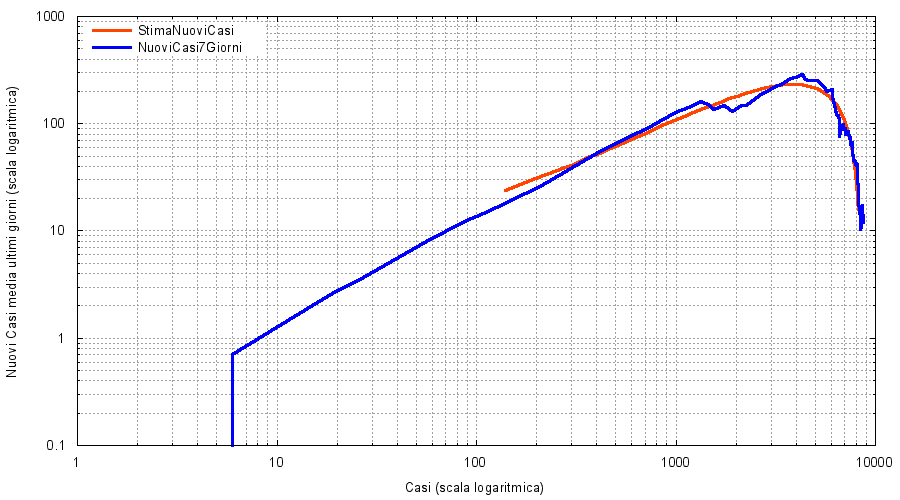 1000
StimaNuoviCasi
NuoviCasi7Giorni
100
10
1
0.1
Nuovi Casi media ultimi giorni (scala logaritmica)
1 10 100 1000 10000
Casi (scala logaritmica)